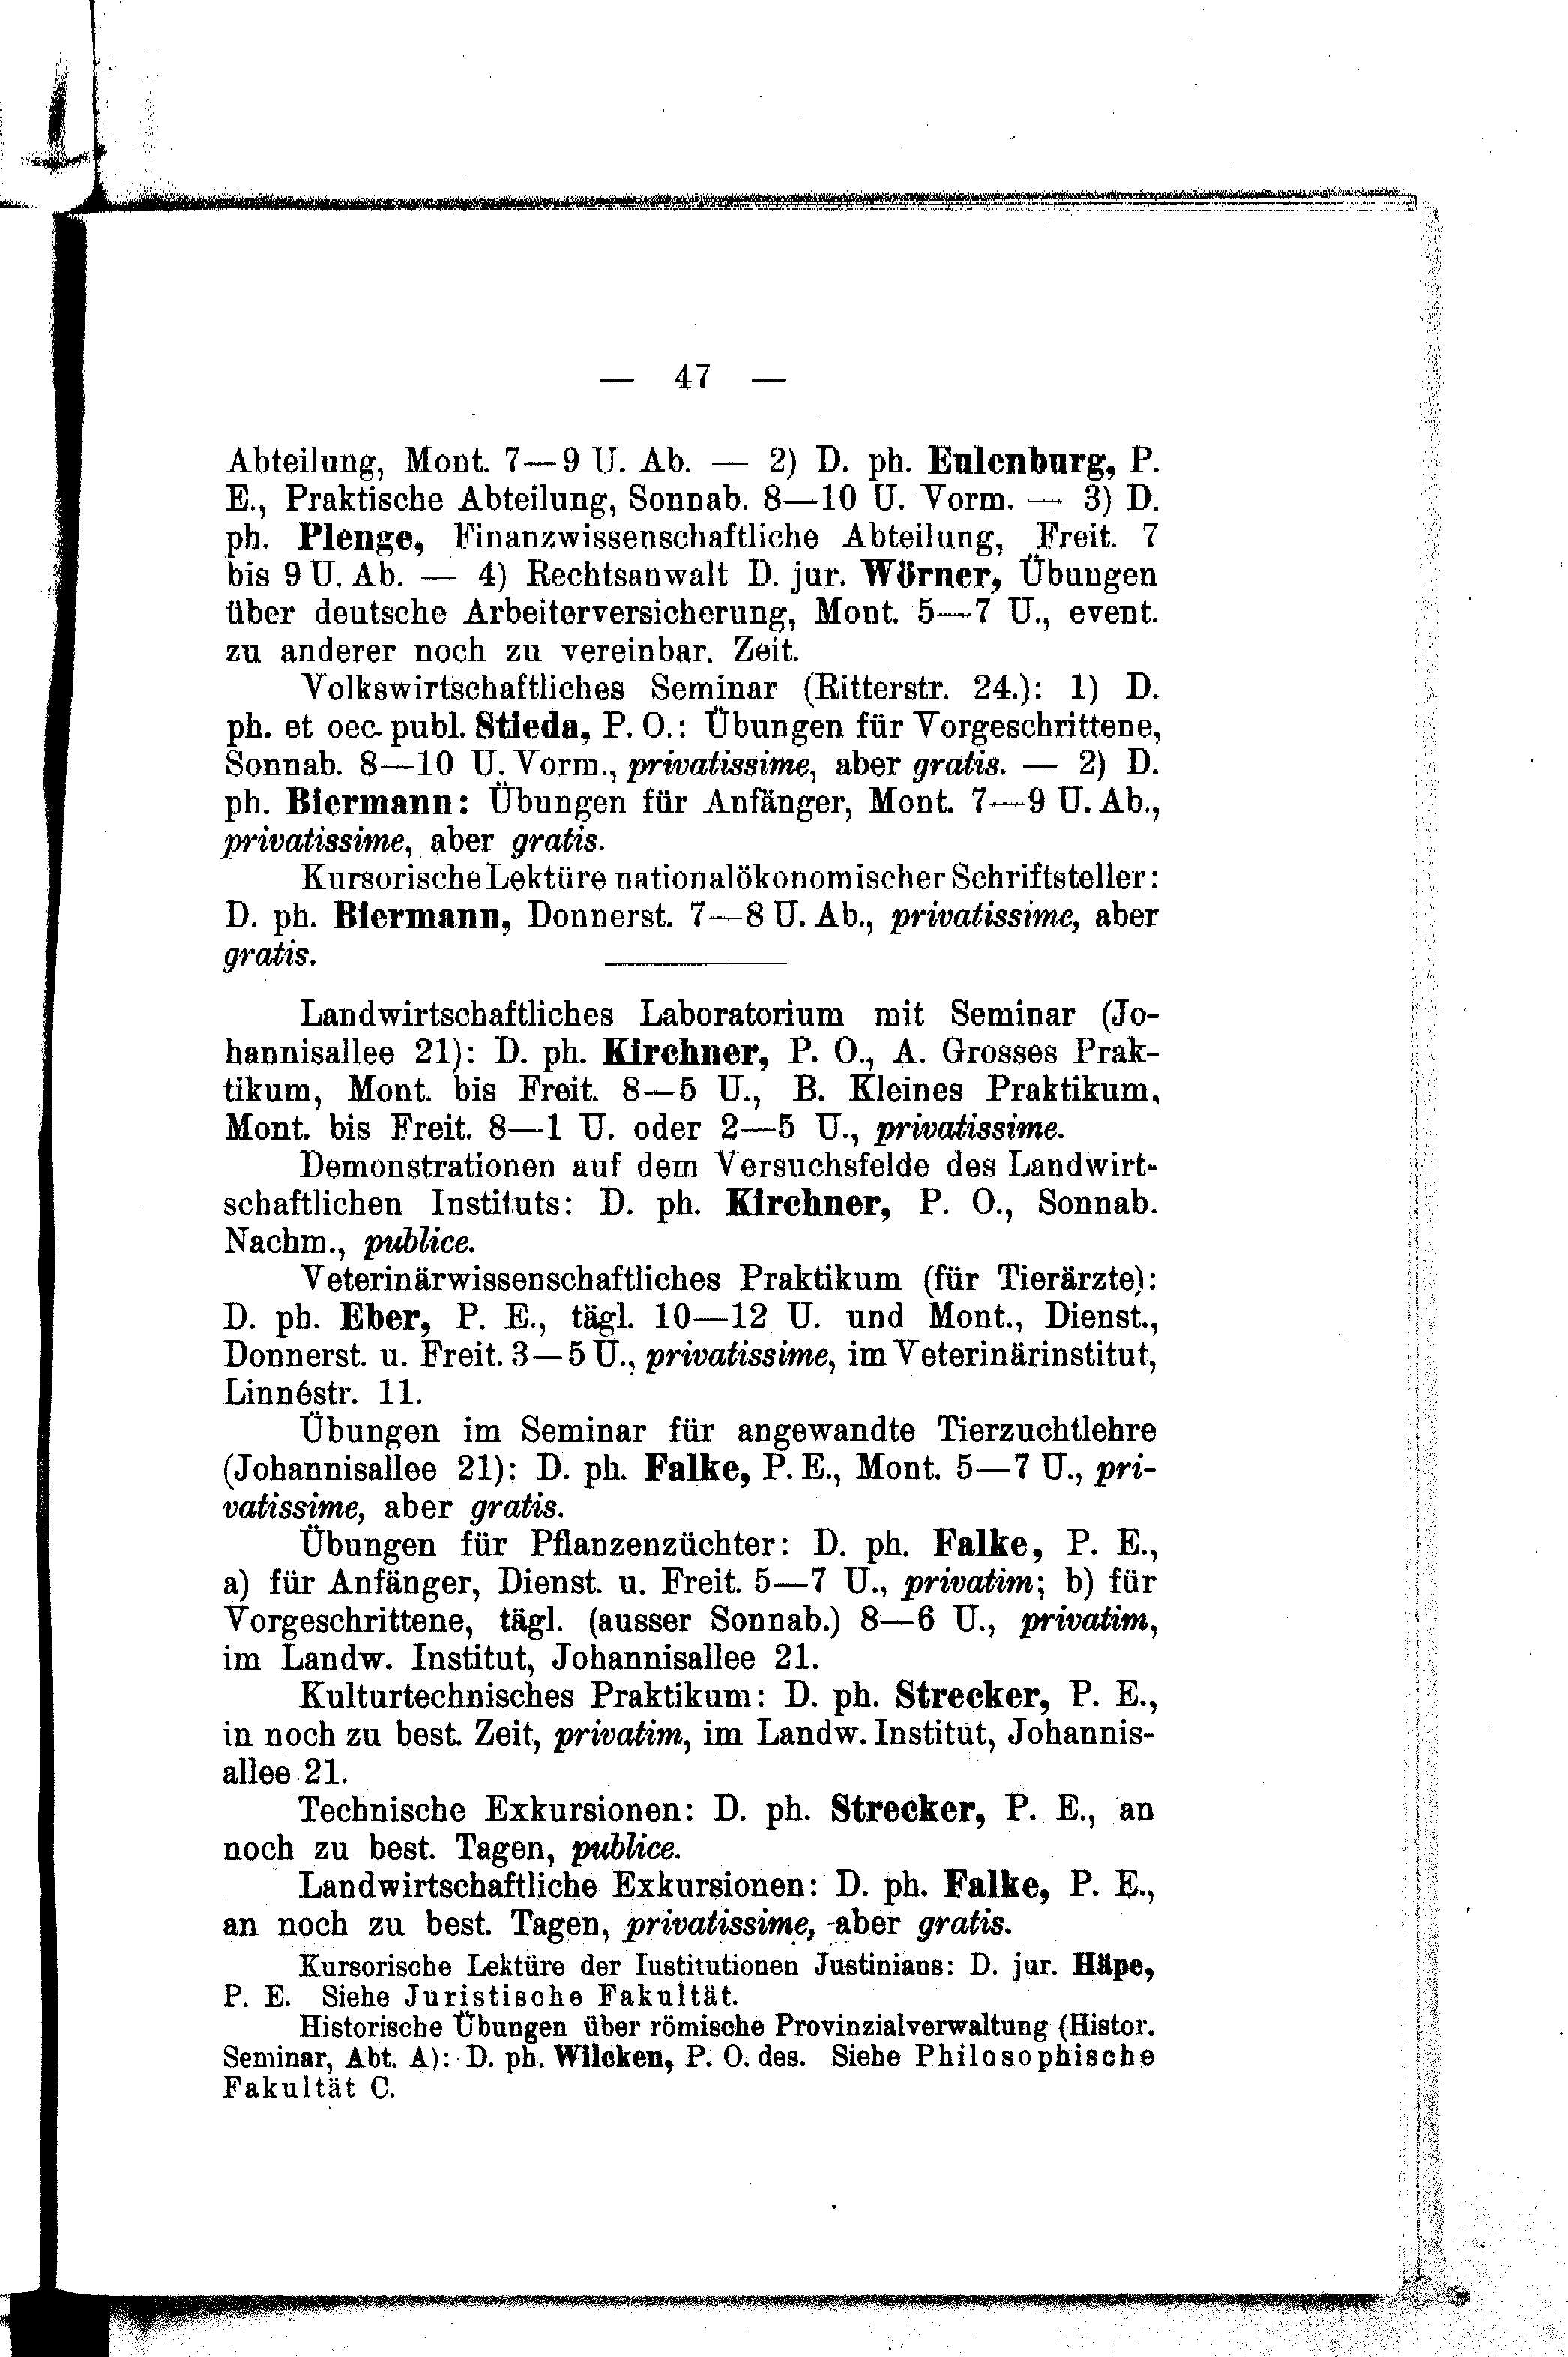 — 47 —
Abteilung, Mont. 7—9 U. Ab. — 2) D. ph. Eulenburg, P.
E., Praktische Abteilung, Sonnab. 8—10 U. Vorm. — 3) D.
ph. Plenge, Finanzwissenschaftliche Abteilung, Freit. 7
bis 9 U. Ab. — 4) Rechtsanwalt D. jur. Wörner, Übungen
über deutsche Arbeiterversicherung, Mont. 5—7 U., event.
zu anderer noch zu vereinbar. Zeit.
Volkswirtschaftliches Seminar (Ritterstr. 24.): 1) D.
ph. et oec. publ. Stieda, P. O.: Übungen für Vorgeschrittene,
Sonnab. 8—10 U. Vorm., privatissime, aber gratis. — 2) D.
ph. Biermann: Übungen für Anfänger, Mont. 7—9 U. Ab.,
privatissime, aber gratis.
Kursorische Lektüre nationalökonomischer Schriftsteller:
D. ph. Biermann, Donnerst. 7—8 U. Ab., privatissime, aber
gratis.
Landwirtschaftliches Laboratorium mit Seminar (Jo-
hannisallee 21): D. ph. Kirchner, P. O., A. Grosses Prak-
tikum, Mont. bis Freit. 8—5 U., B. Kleines Praktikum,
Mont. bis Freit. 8—1 U. oder 2—5 U., privatissime.
Demonstrationen auf dem Versuchsfelde des Landwirt-
schaftlichen Instituts: D. ph. Kirchner, P. O., Sonnab.
Nachm., publice.
Veterinärwissenschaftliches Praktikum (für Tierärzte):
D. ph. Eber, P. E., tägl. 10—12 U. und Mont., Dienst.,
Donnerst. u. Freit. 3—5 U., privatissime, im Veterinärinstitut,
Linnéstr. 11.
Übungen im Seminar für angewandte Tierzuchtlehre
(Johannisallee 21): D. ph. Falke, P. E., Mont. 5—7 U., pri-
vatissime, aber gratis.
Übungen für Pflanzenzüchter: D. ph. Falke, P. E.,
a) für Anfänger, Dienst. u. Freit. 5—7 U., privatim; b) für
Vorgeschrittene, tägl. (ausser Sonnab.) 8—6 U., privatim,
im Landw. Institut, Johannisallee 21.
Kulturtechnisches Praktikum: D. ph. Strecker, P. E.,
in noch zu best. Zeit, privatim, im Landw. Institut, Johannis-
allee 21.
Technische Exkursionen: D. ph. Strecker, P. E., an
noch zu best. Tagen, publice.
Landwirtschaftliche Exkursionen: D. ph. Falke, P. E.,
an noch zu best. Tagen, privatissime, aber gratis.
Kursorische Lektüre der Institutionen Justinians: D. jur. Häpe,
P. E. Siehe Juristische Fakultät.
Historische Übungen über römische Provinzialverwaltung (Histor.
Seminar, Abt. A): D. ph. Wilcken, P. O. des. Siehe Philosophische
Fakultät C.